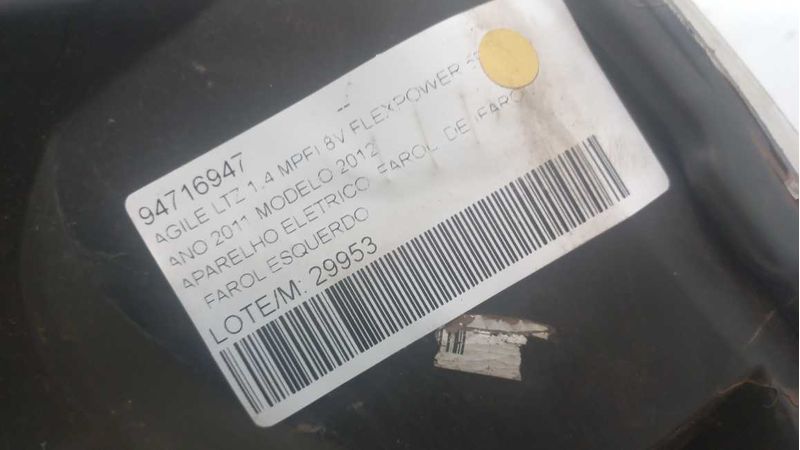 --
94716947
AGILE LTZ 1.4 MPFI 8V FLEXPOWER
ANO 2011 MODELO 2012
APARELHO ELETRICO FAROL DE (FARO
FAROL ESQUERDO
LOTE/M: 29953